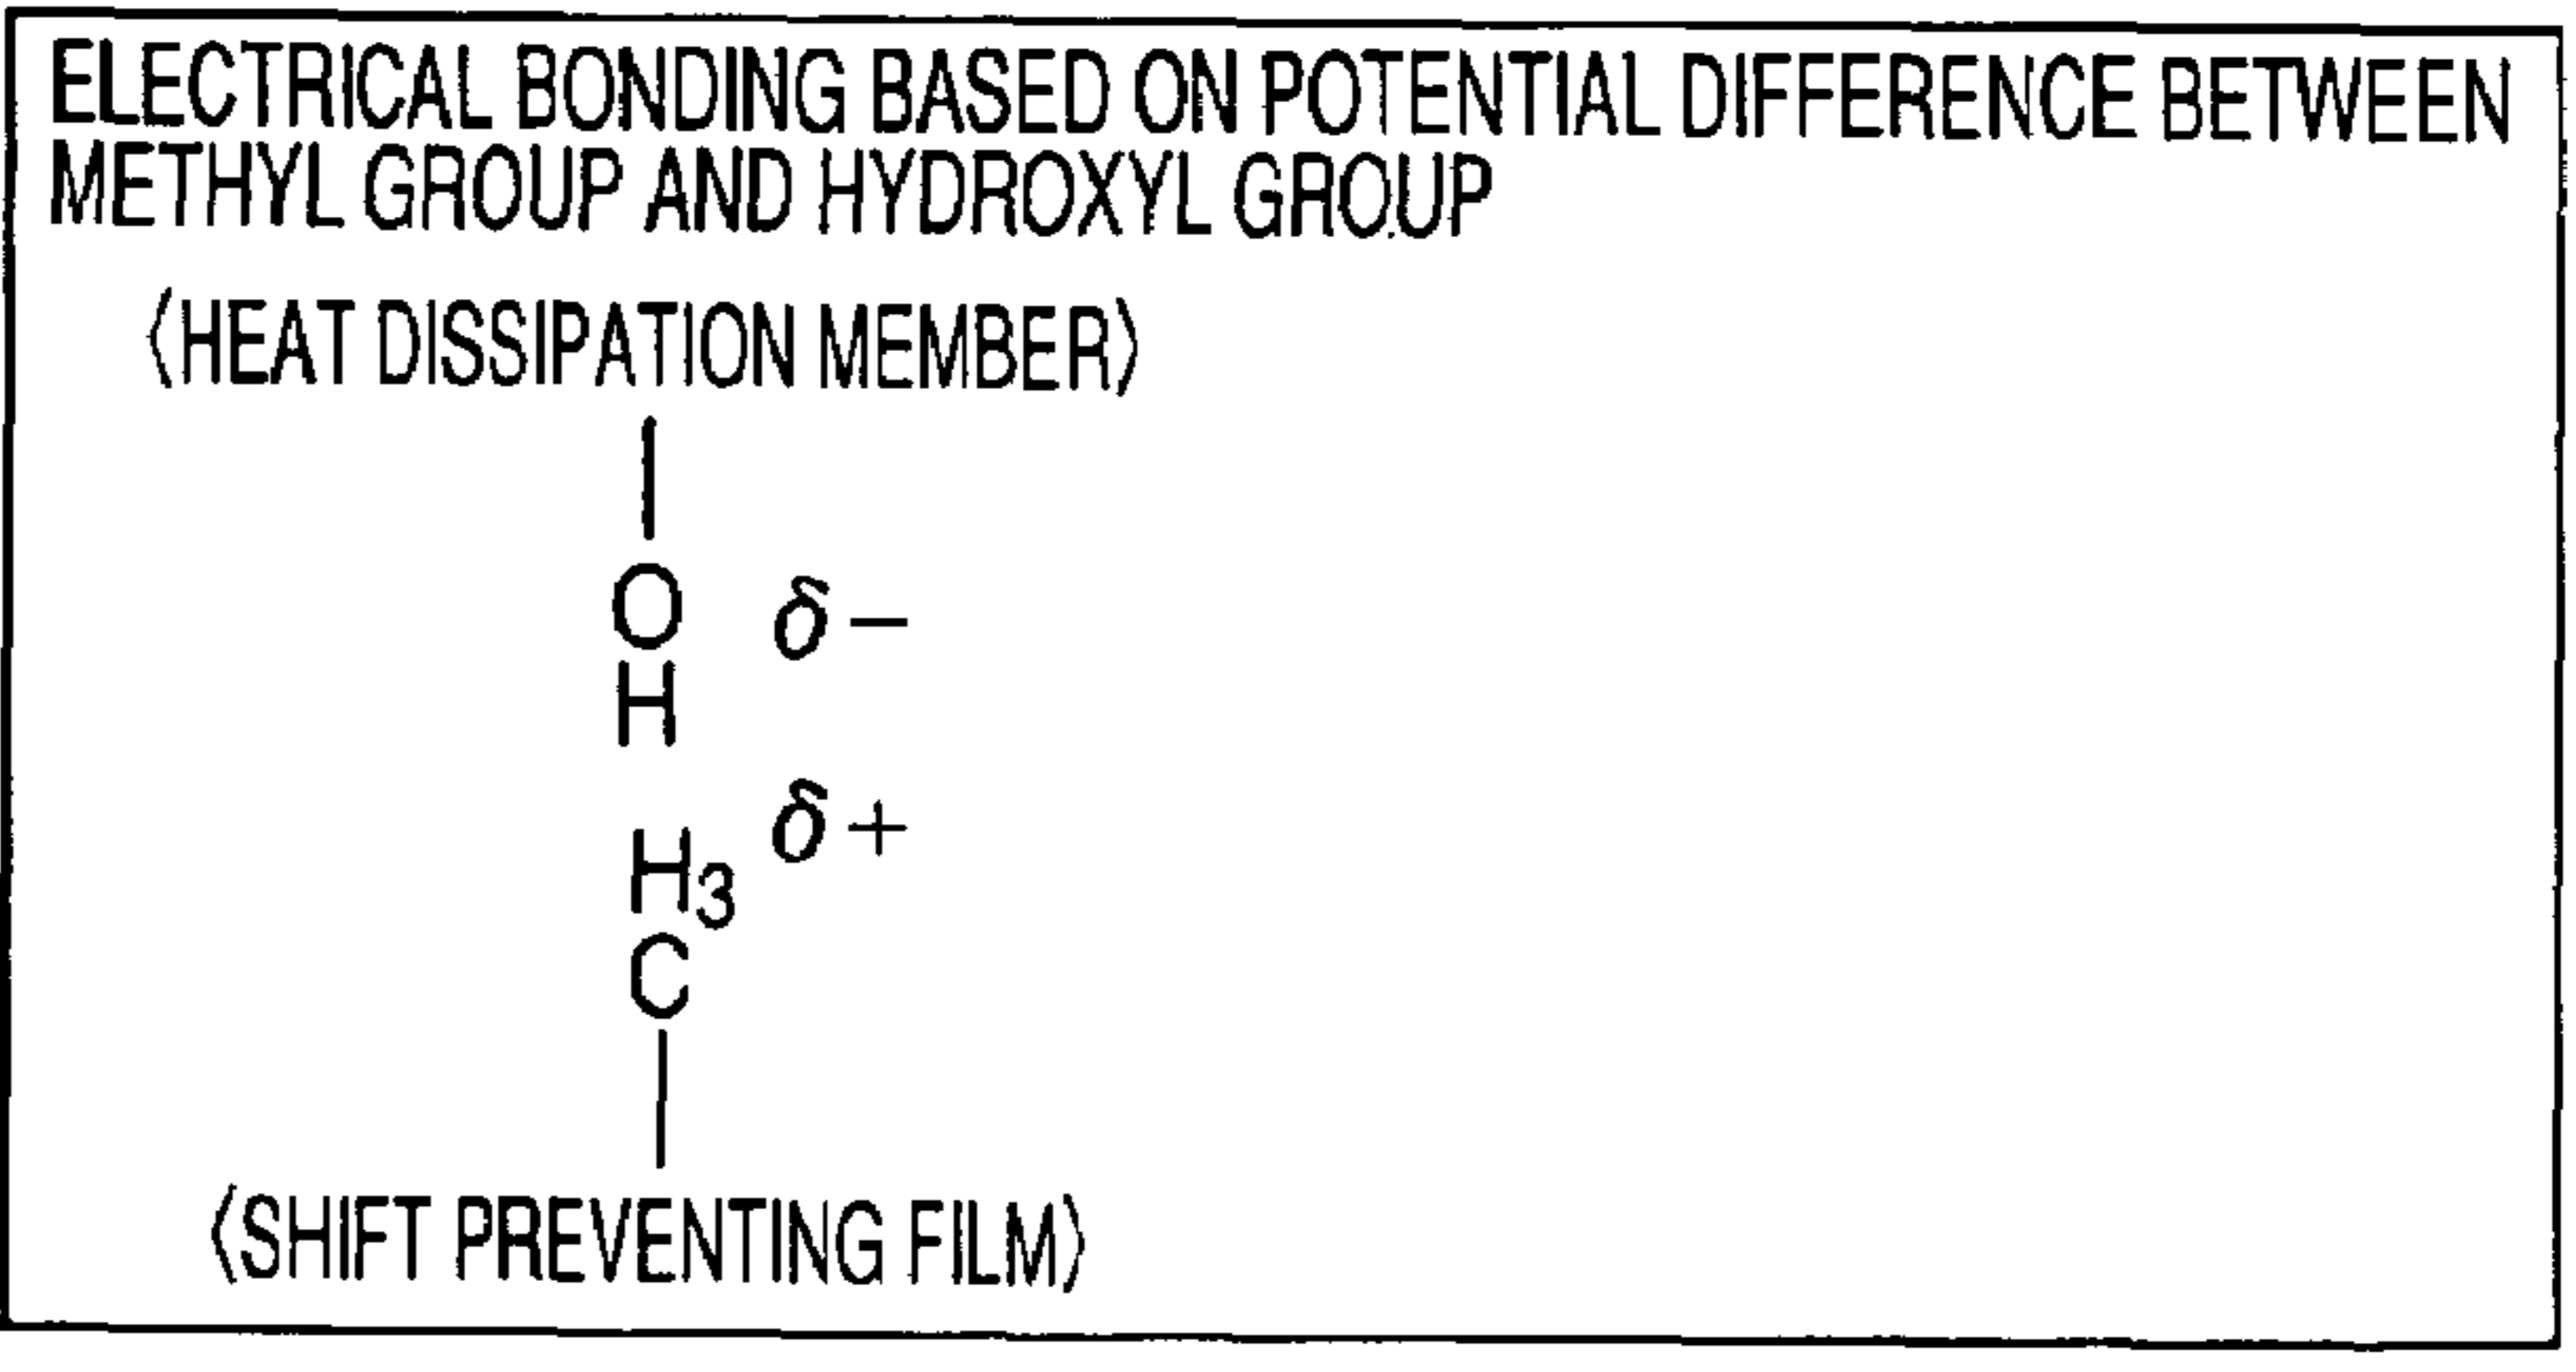 ELECTRICAL BONDING BASED ON POTENTIAL DIFFERENCE BETWEEN
METHYL GROUP AND HYDROXYL GROUP
〈HEAT DISSIPATION MEMBER〉
O δ−
H
δ+
H3
C
〈SHIFT PREVENTING FILM〉